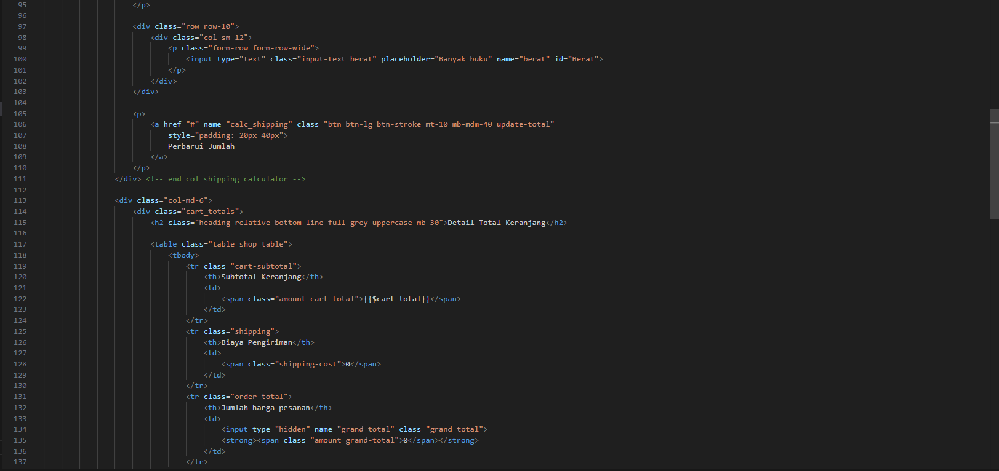 95 </p>
96
97 <div class="row row-10">
98 <div class="col-sm-12">
99 <p class="form-row form-row-wide">
100 <input type="text" class="input-text berat" placeholder="Banyak buku" name="berat" id="Berat">
101 </p>
102 </div>
103 </div>
104
105 <p>
106 <a href="#" name="calc_shipping" class="btn btn-lg btn-stroke mt-10 mb-mdm-40 update-total"
107 style="padding: 20px 40px">
108 Perbarui Jumlah
109 </a>
110 </p>
111 </div> <!-- end col shipping calculator -->
112
113 <div class="col-md-6">
114 <div class="cart_totals">
115 <h2 class="heading relative bottom-line full-grey uppercase mb-30">Detail Total Keranjang</h2>
116
117 <table class="table shop_table">
118 <tbody>
119 <tr class="cart-subtotal">
120 <th>Subtotal Keranjang</th>
121 <td>
122 <span class="amount cart-total">{{$cart_total}}</span>
123 </td>
124 </tr>
125 <tr class="shipping">
126 <th>Biaya Pengiriman</th>
127 <td>
128 <span class="shipping-cost">0</span>
129 </td>
130 </tr>
131 <tr class="order-total">
132 <th>Jumlah harga pesanan</th>
133 <td>
134 <input type="hidden" name="grand_total" class="grand_total">
135 <strong><span class="amount grand-total">0</span></strong>
136 </td>
137 </tr>